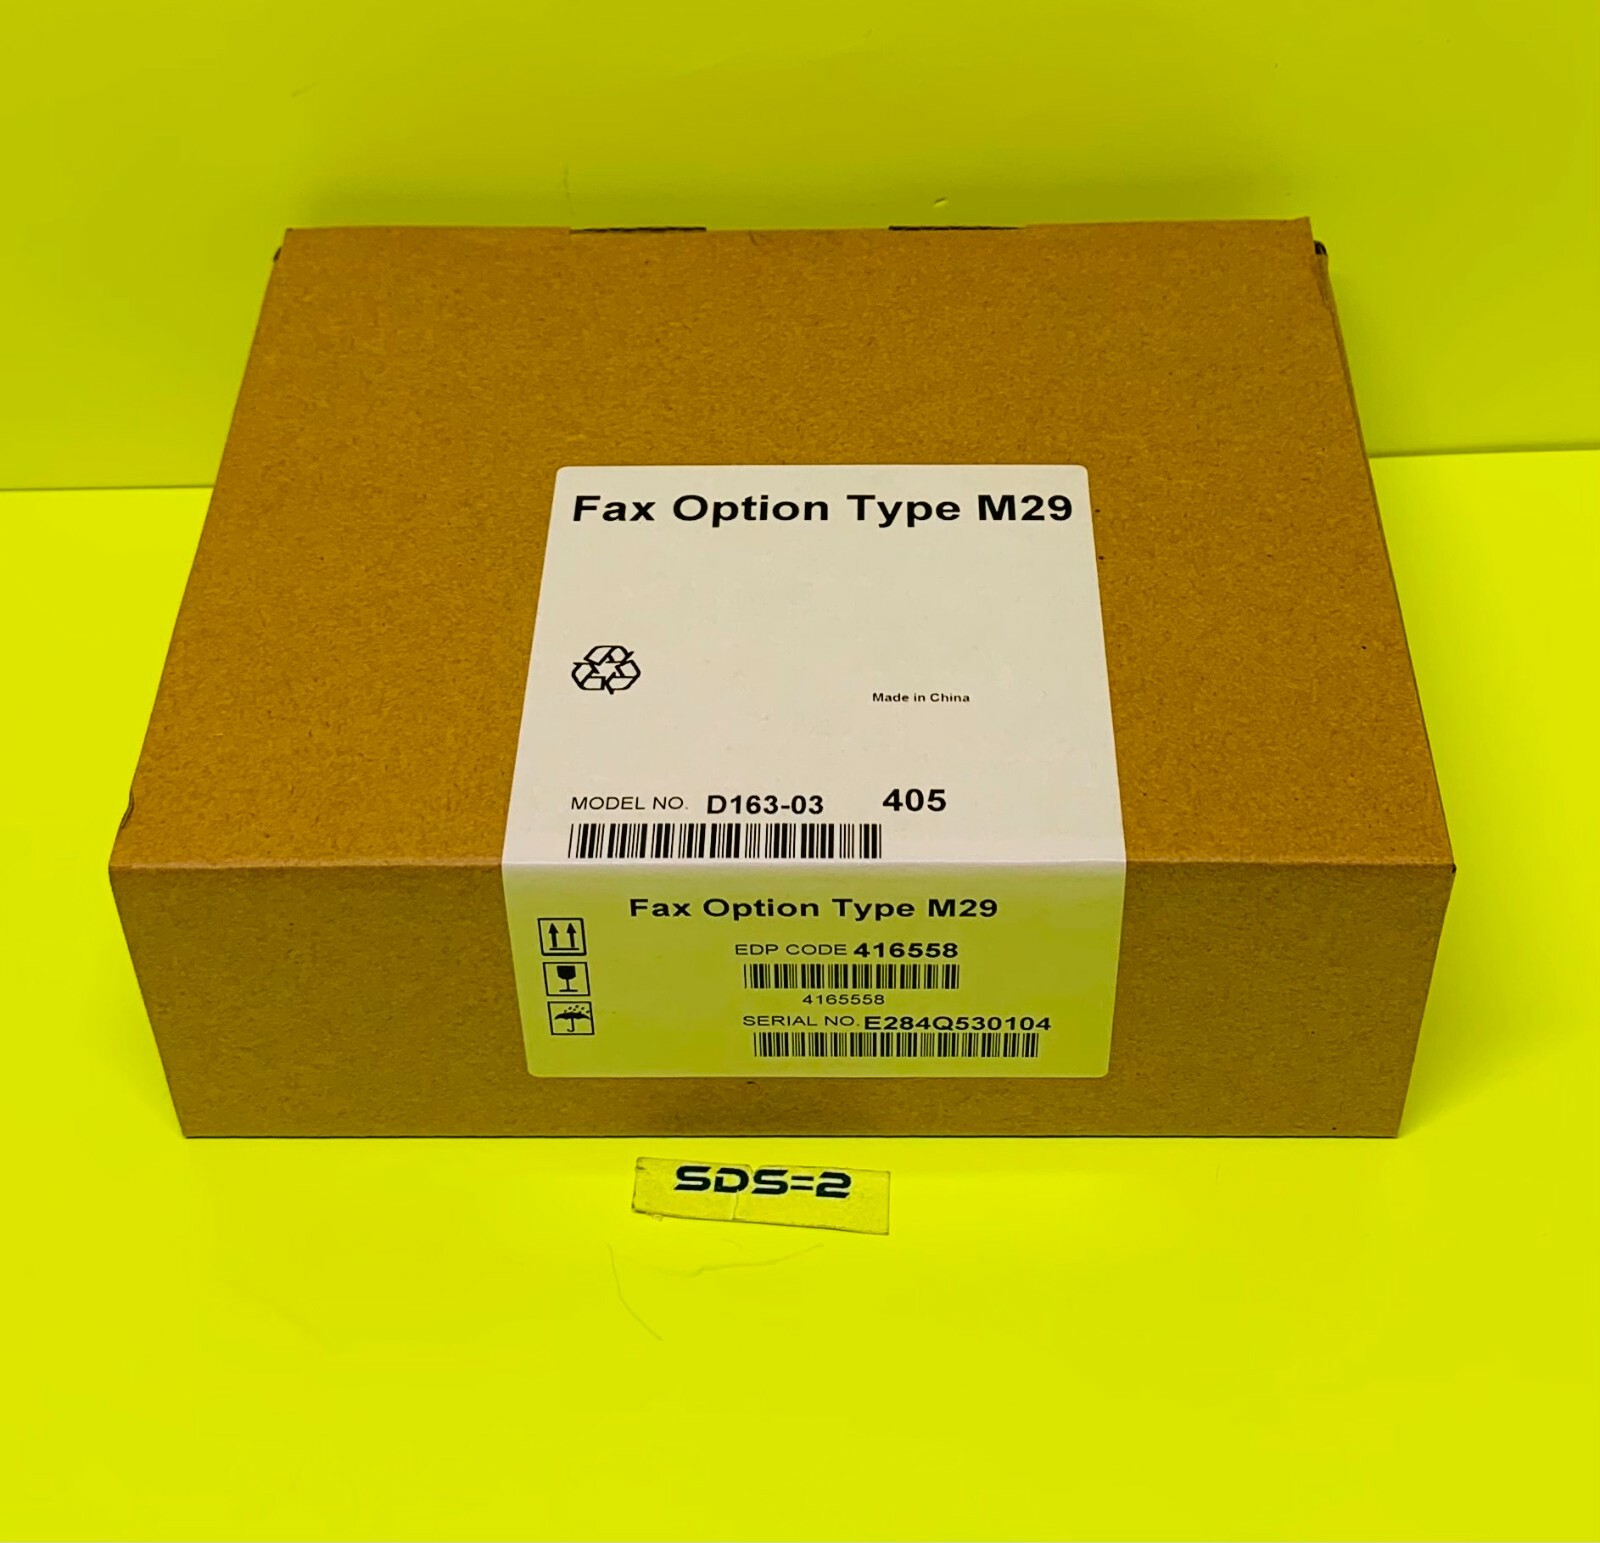 Fax Option Type M29
Made in China
MODEL NO. D163-03 405
Fax Option Type M29
EDP CODE 416558
4165558
SERIAL NO. E284Q530104
SDS=2